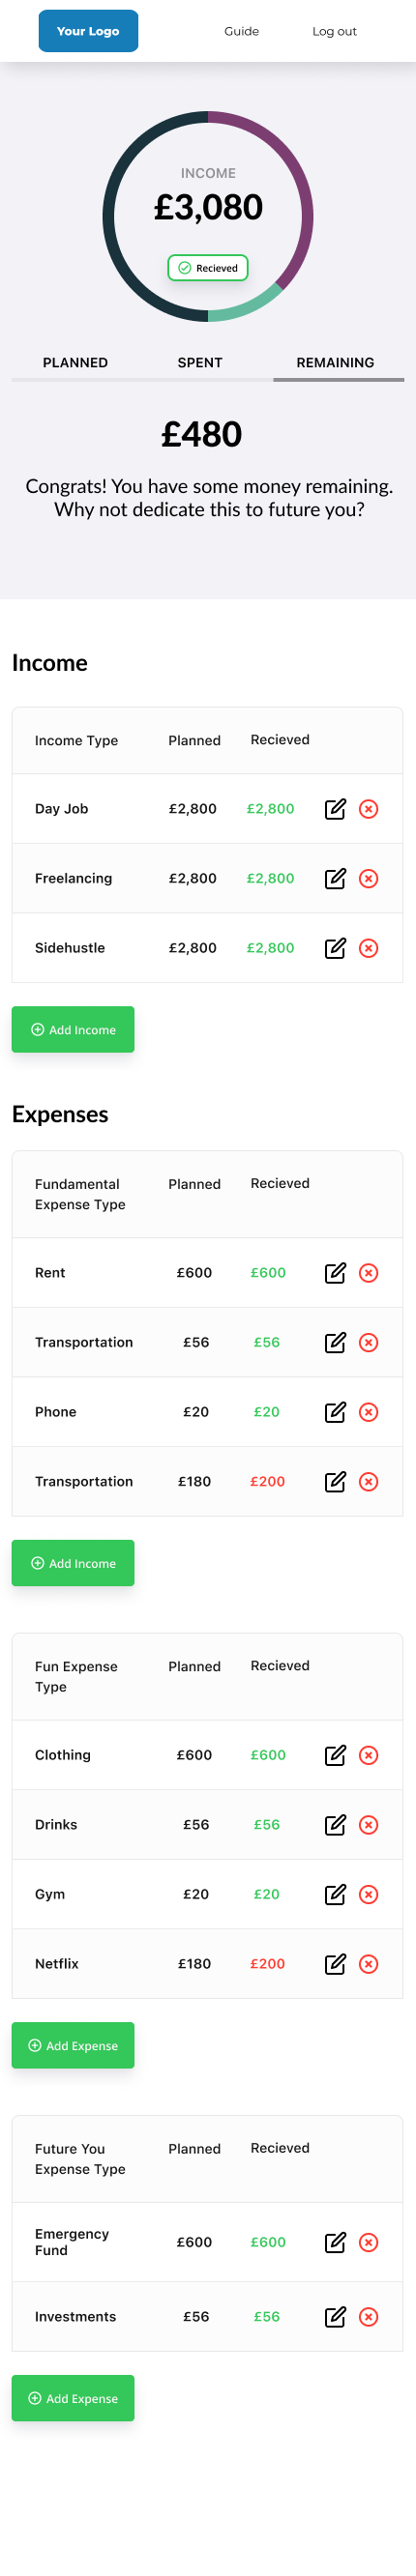 Your Logo Guide Log out
INCOME
£3,080
Recieved
PLANNED SPENT REMAINING
£480
Congrats! You have some money remaining.
Why not dedicate this to future you?
Income
Income Type Planned Recieved
Day Job £2,800 £2,800
Freelancing £2,800 £2,800
Sidehustle £2,800 £2,800
Add Income
Expenses
Fundamental Planned Recieved
Expense Type
Rent £600 £600
Transportation £56 £56
Phone £20 £20
Transportation £180 £200
Add Income
Fun Expense Planned Recieved
Type
Clothing £600 £600
Drinks £56 £56
Gym £20 £20
Netflix £180 £200
Add Expense
Future You Planned Recieved
Expense Type
Emergency
Fund £600 £600
Investments £56 £56
Add Expense